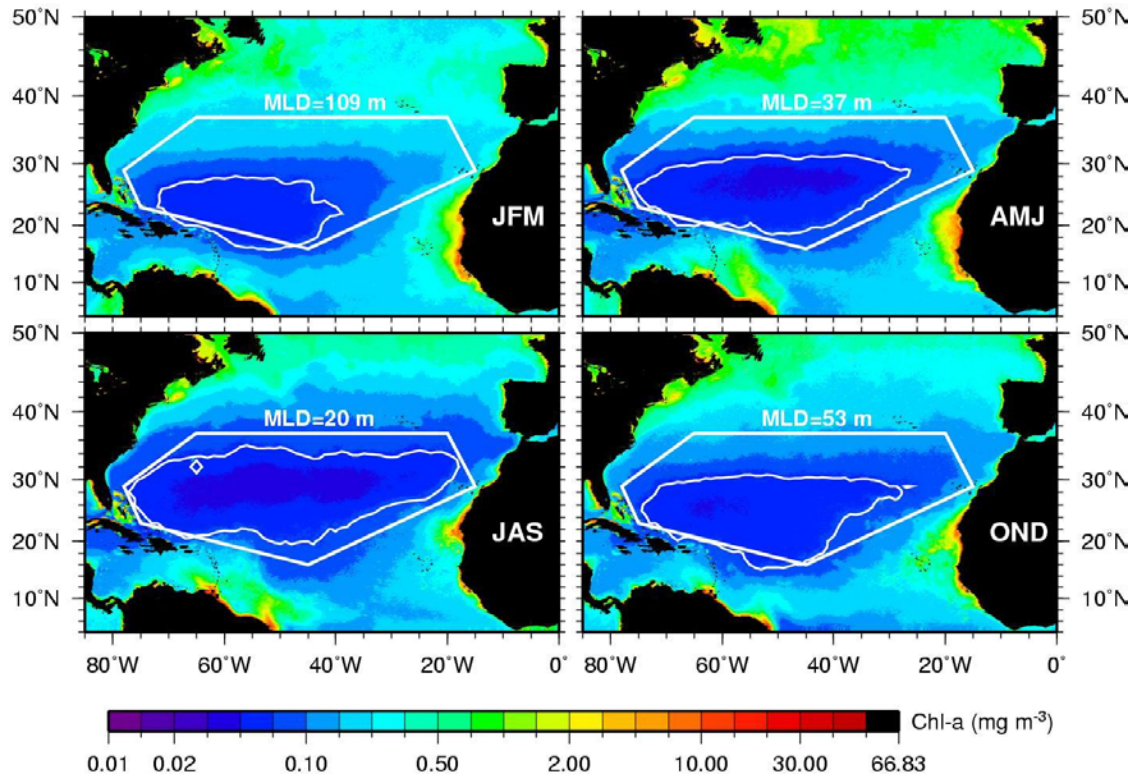 50°N 50°N
MLD=109 m MLD=37 m
40°N 40°N
30°N 30°N
JFM AMJ
20°N 20°N
10°N 10°N
50°N 50°N
MLD=20 m MLD=53 m
40°N 40°N
30°N 30°N
JAS OND
20°N 20°N
10°N 10°N
80°W 60°W 40°W 20°W 0° 80°W 60°W 40°W 20°W 0°
Chl-a (mg m⁻³)
0.01 0.02 0.10 0.50 2.00 10.00 30.00 66.83